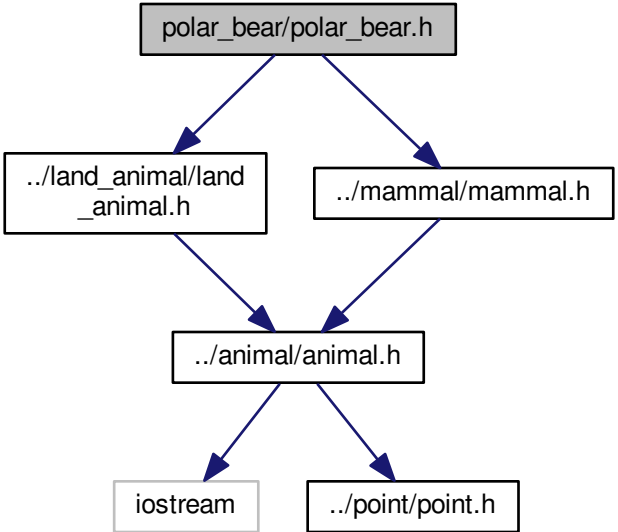 polar_bear/polar_bear.h
../land_animal/land
_animal.h
../mammal/mammal.h
../animal/animal.h
iostream
../point/point.h